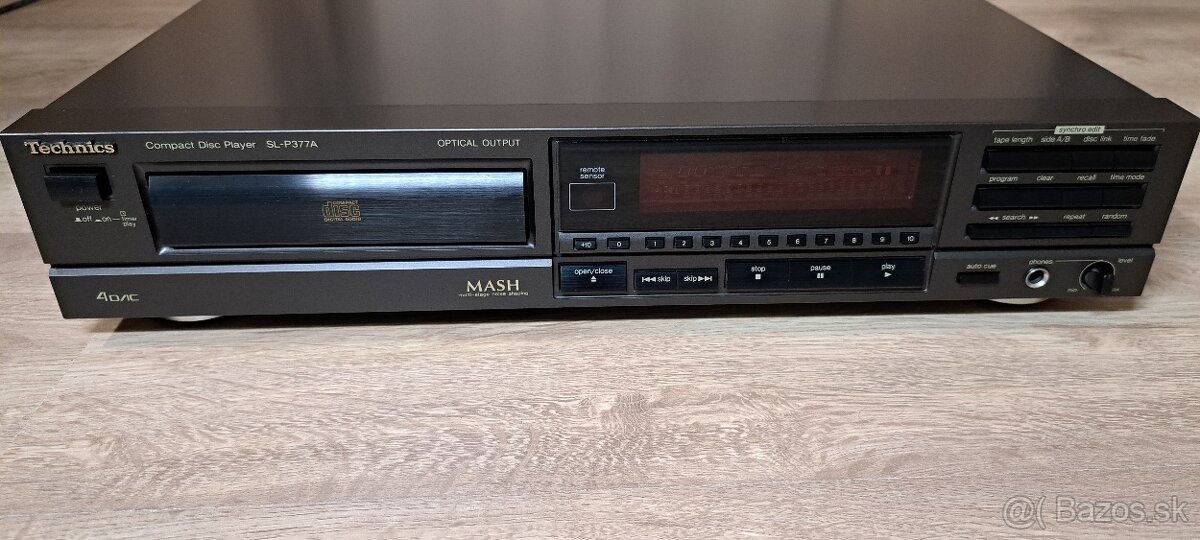 Technics
Compact Disc Player SL-P377A
OPTICAL OUTPUT
power
off on timer play
COMPACT
disc
DIGITAL AUDIO
4DAC
MASH
multi-stage noise shaping
remote sensor
+10 0 1 2 3 4 5 6 7 8 9 10
open/close
skip skip
stop
pause
play
synchro edit
tape length side A/B disc link time fade
program clear recall time mode
search repeat random
auto cue
phones
level
min
@( Bazos.sk